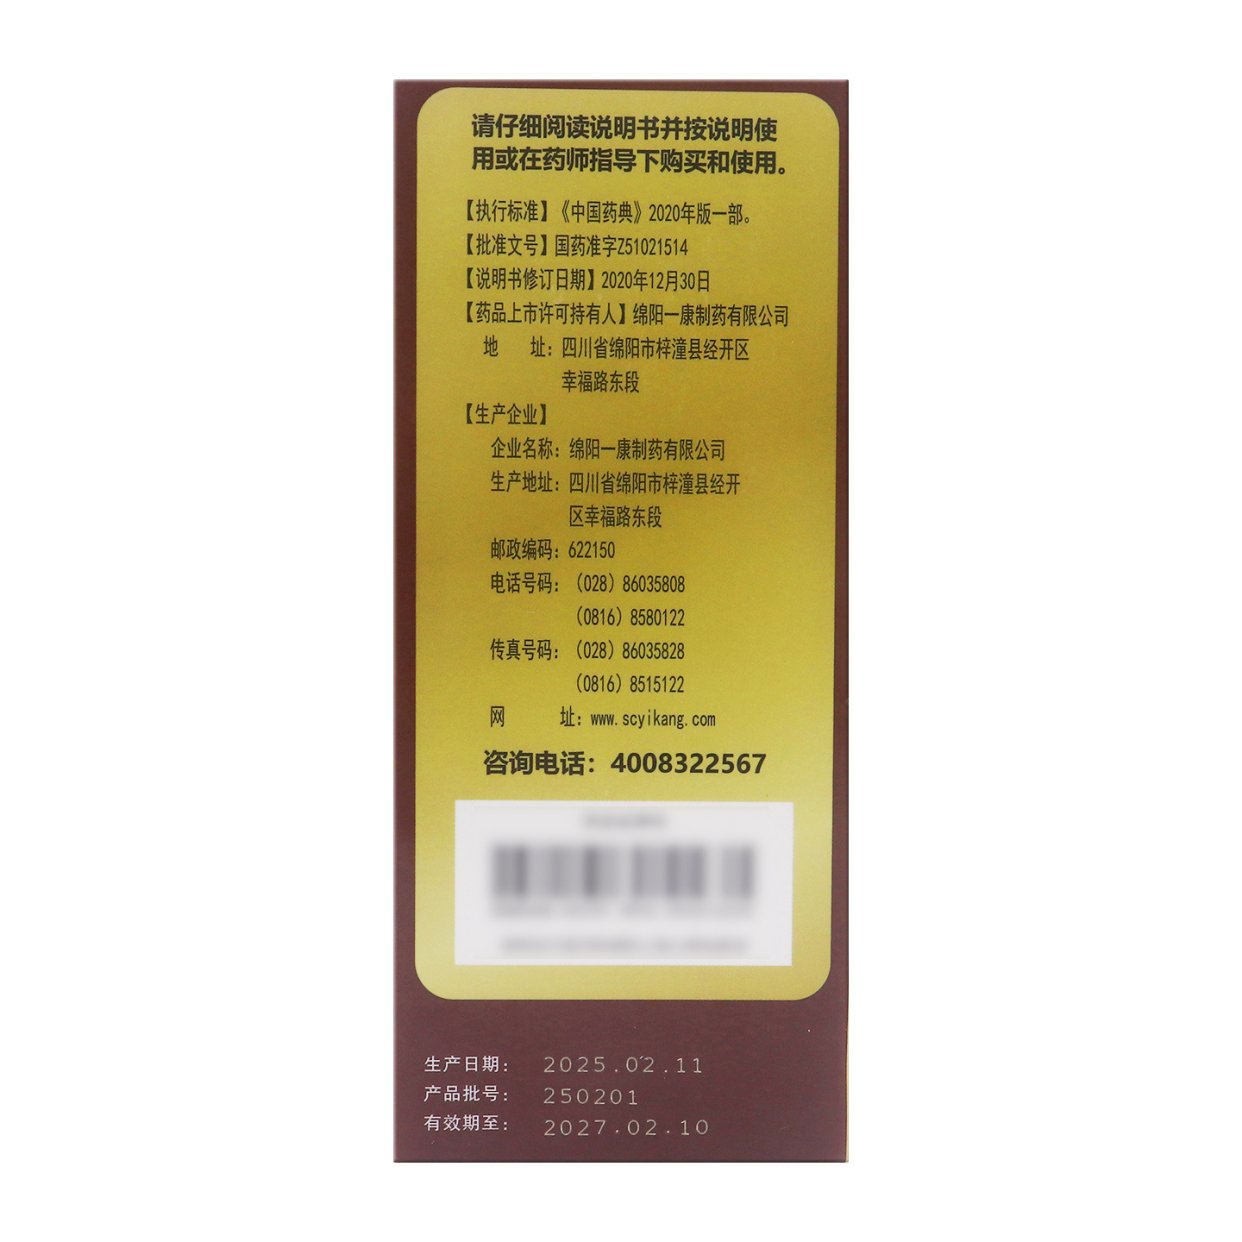 请仔细阅读说明书并按说明使
用或在药师指导下购买和使用。
【执行标准】《中国药典》2020年版一部。
【批准文号】国药准字Z51021514
【说明书修订日期】2020年12月30日
【药品上市许可持有人】绵阳一康制药有限公司
地 址：四川省绵阳市梓潼县经开区
幸福路东段
【生产企业】
企业名称：绵阳一康制药有限公司
生产地址：四川省绵阳市梓潼县经开
区幸福路东段
邮政编码：622150
电话号码：（028）86035808
（0816）8580122
传真号码：（028）86035828
（0816）8515122
网 址：www.scyikang.com
咨询电话：4008322567
生产日期： 2025.02.11
产品批号： 250201
有效期至： 2027.02.10